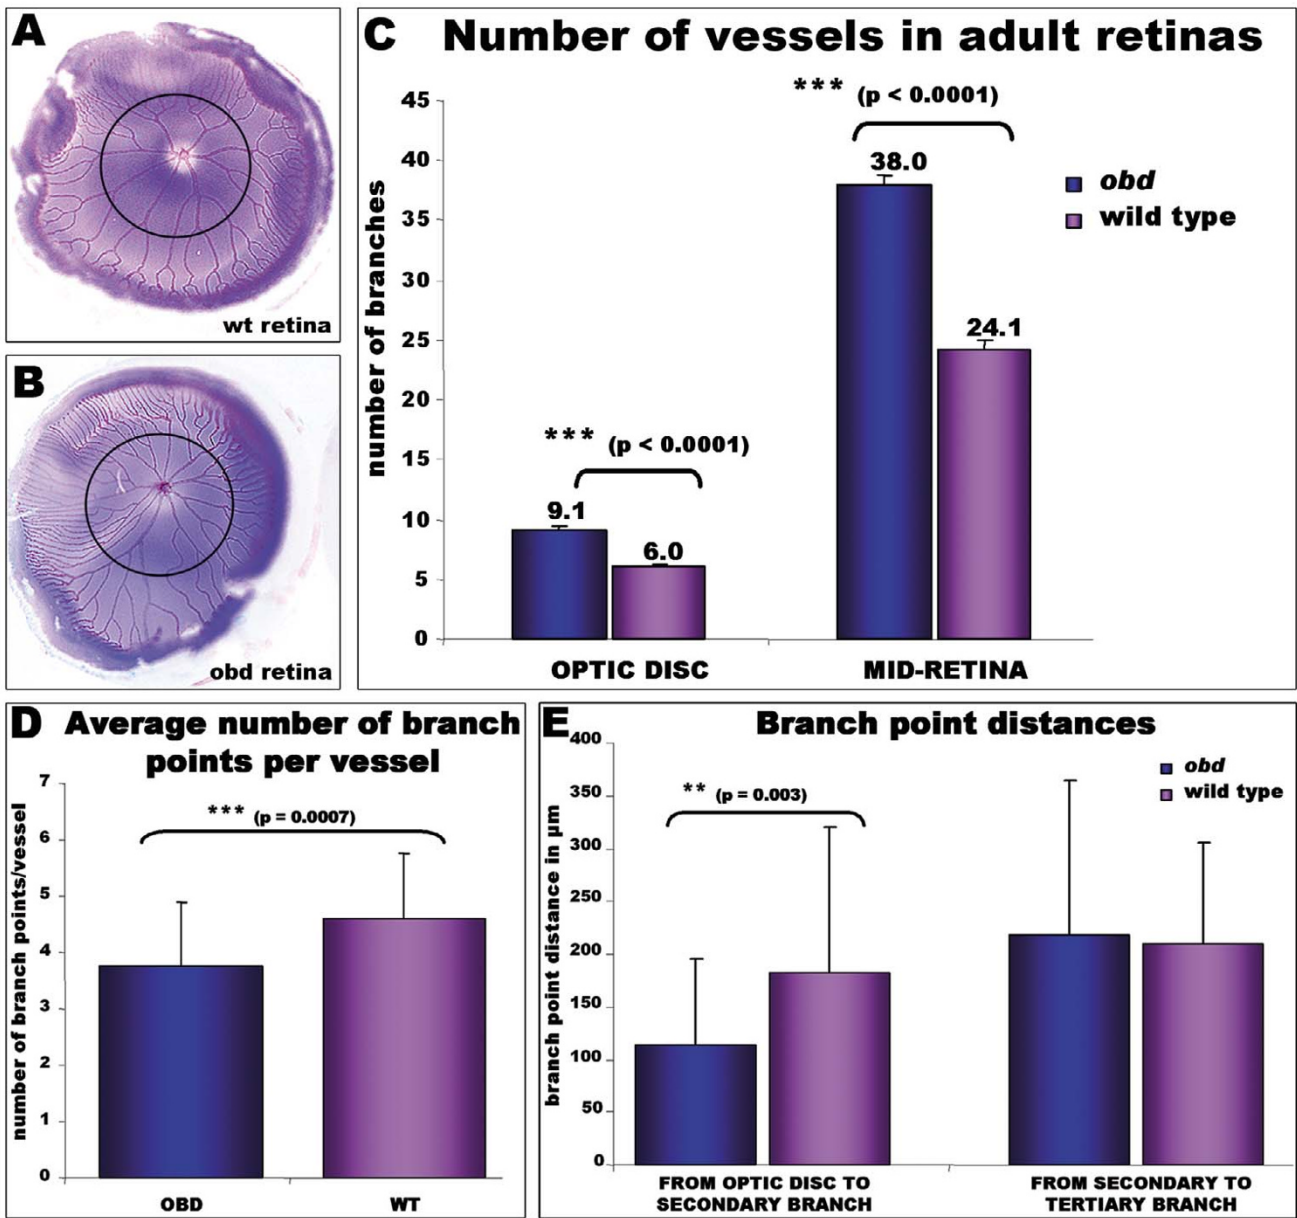 A
wt retina
B
obd retina
C Number of vessels in adult retinas
*** (p < 0.0001)
45
40
35
30
25
20
15
10
5
0
number of branches
38.0
24.1
obd
wild type
*** (p < 0.0001)
9.1
6.0
OPTIC DISC
MID-RETINA
D Average number of branch
points per vessel
7
6
5
4
3
2
1
0
number of branch points/vessel
*** (p = 0.0007)
OBD
WT
E Branch point distances
400
350
300
250
200
150
100
50
0
branch point distance in µm
** (p = 0.003)
obd
wild type
FROM OPTIC DISC TO
SECONDARY BRANCH
FROM SECONDARY TO
TERTIARY BRANCH